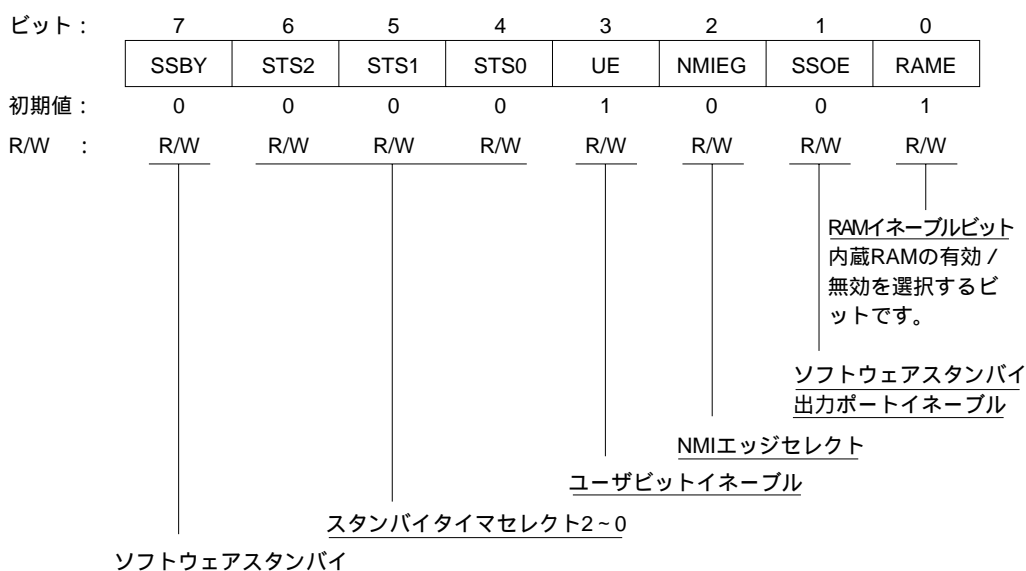 ビット： 7 6 5 4 3 2 1 0
SSBY STS2 STS1 STS0 UE NMIEG SSOE RAME
初期値： 0 0 0 0 1 0 0 1
R/W ： R/W R/W R/W R/W R/W R/W R/W R/W
RAMイネーブルビット
内蔵RAMの有効／
無効を選択するビ
ットです。
ソフトウェアスタンバイ
出力ポートイネーブル
NMIエッジセレクト
ユーザビットイネーブル
スタンバイタイマセレクト2～0
ソフトウェアスタンバイ